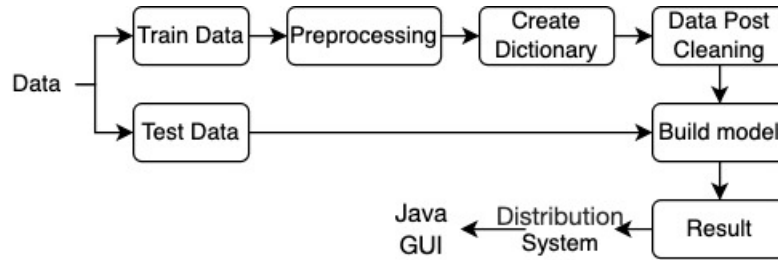 Data
Train Data
Preprocessing
Create
Dictionary
Data Post
Cleaning
Test Data
Build model
Java
GUI
Distribution
System
Result